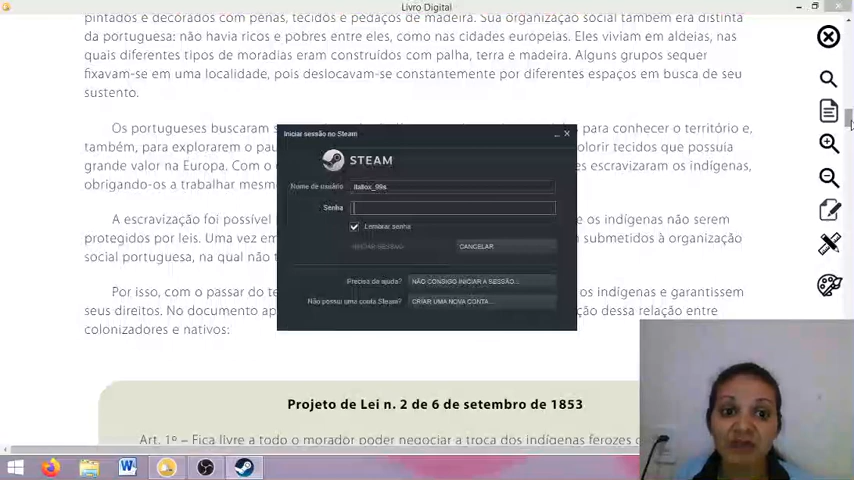 Livro Digital
pintados e decorados com penas, tecidos e pedaços de madeira. Sua organização social também era distinta
da portuguesa: não havia ricos e pobres entre eles, como nas cidades europeias. Eles viviam em aldeias, nas
quais diferentes tipos de moradias eram construídos com palha, terra e madeira. Alguns grupos sequer
fixavam-se em uma localidade, pois deslocavam-se constantemente por diferentes espaços em busca de seu
sustento.
Os portugueses buscaram para conhecer o território e,
também, para explorarem o pau colorir tecidos que possuia
grande valor na Europa. Com o es escravizaram os indígenas,
obrigando-os a trabalhar mesm
A escravização foi possível e os indígenas não serem
protegidos por leis. Uma vez em submetidos à organização
social portuguesa, na qual não t
Por isso, com o passar do te os indígenas e garantissem
seus direitos. No documento a ção dessa relação entre
colonizadores e nativos:
Iniciar sessão no Steam
STEAM
Nome de usuário itallox_99s
Senha
Lembrar senha
INICIAR SESSÃO CANCELAR
Precisa de ajuda? NÃO CONSIGO INICIAR A SESSÃO...
Não possui uma conta Steam? CRIAR UMA NOVA CONTA...
Projeto de Lei n. 2 de 6 de setembro de 1853
Art. 1º – Fica livre a todo o morador poder negociar a troca dos indígenas ferozes